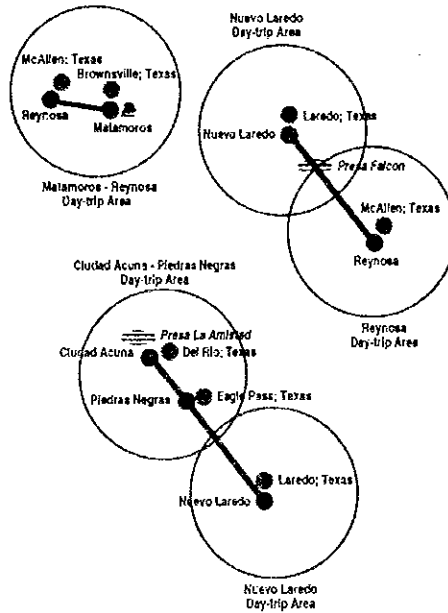 McAllen; Texas
Brownsville; Texas
Reynosa
Matamoros
Matamoros - Reynosa
Day-trip Area
Nuevo Laredo
Day-trip Area
Laredo; Texas
Nuevo Laredo
Presa Falcon
McAllen; Texas
Reynosa
Reynosa
Day-trip Area
Ciudad Acuna - Piedras Negras
Day-trip Area
Presa La Amistad
Ciudad Acuna
Del Rio; Texas
Piedras Negras
Eagle Pass; Texas
Laredo; Texas
Nuevo Laredo
Nuevo Laredo
Day-trip Area